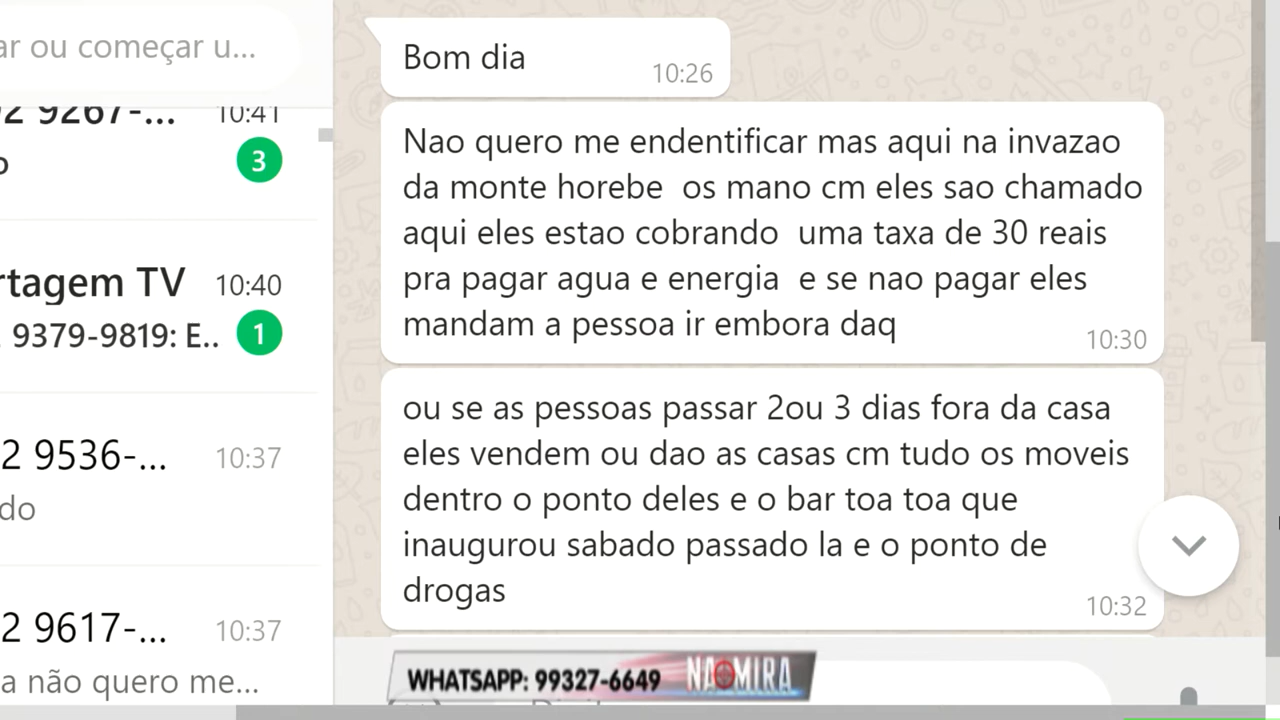 ar ou começar u...
2 9267-... 10:41
o 3
rtagem TV 10:40
9379-9819: E.. 1
2 9536-... 10:37
do
2 9617-... 10:37
a não quero me...
Bom dia 10:26
Nao quero me endentificar mas aqui na invazao
da monte horebe os mano cm eles sao chamado
aqui eles estao cobrando uma taxa de 30 reais
pra pagar agua e energia e se nao pagar eles
mandam a pessoa ir embora daq 10:30
ou se as pessoas passar 2ou 3 dias fora da casa
eles vendem ou dao as casas cm tudo os moveis
dentro o ponto deles e o bar toa toa que
inaugurou sabado passado la e o ponto de
drogas 10:32
WHATSAPP: 99327-6649 NA MIRA